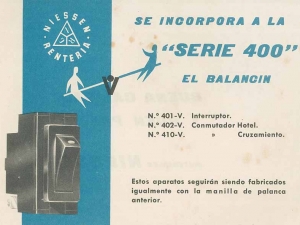 NIESSEN
RENTERIA
SE INCORPORA A LA
"SERIE 400"
EL BALANCIN
N.º 401-V. Interruptor.
N.º 402-V. Conmutador Hotel.
N.º 410-V. » Cruzamiento.
Estos aparatos seguirán siendo fabricados
igualmente con la manilla de palanca
anterior.